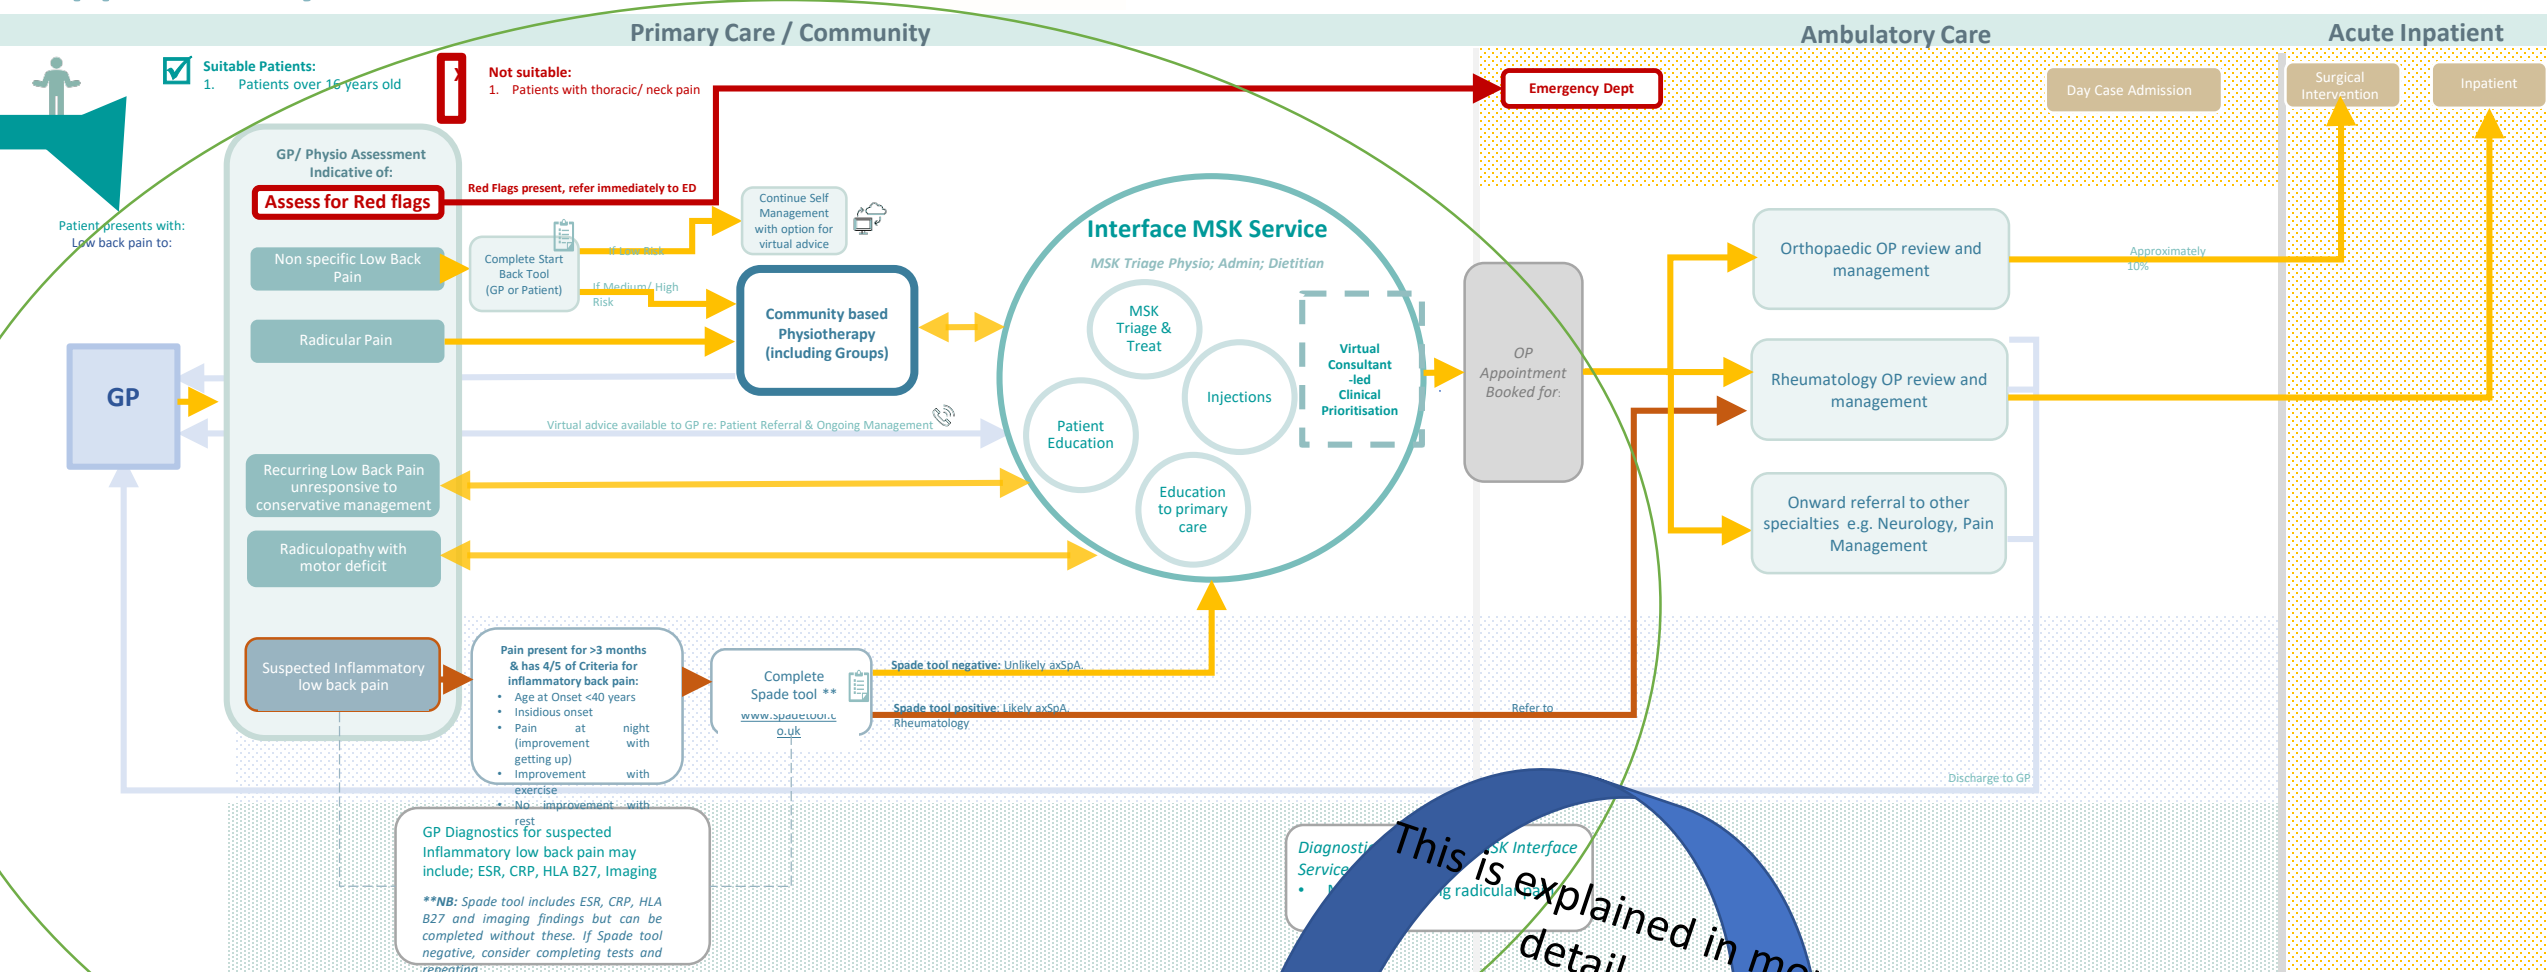 Primary Care / Community
Ambulatory Care
Acute Inpatient
Suitable Patients:
1. Patients over 16 years old
X
Not suitable:
1. Patients with thoracic/ neck pain
Emergency Dept
Day Case Admission
Surgical
Intervention
Inpatient
GP/ Physio Assessment
Indicative of:
Assess for Red flags
Red Flags present, refer immediately to ED
Patient presents with:
Low back pain to:
Non specific Low Back
Pain
Complete Start
Back Tool
(GP or Patient)
If Low Risk
If Medium/ High
Risk
Continue Self
Management
with option for
virtual advice
Community based
Physiotherapy
(including Groups)
Radicular Pain
GP
Virtual advice available to GP re: Patient Referral & Ongoing Management
Recurring Low Back Pain
unresponsive to
conservative management
Radiculopathy with
motor deficit
Interface MSK Service
MSK Triage Physio; Admin; Dietitian
MSK
Triage &
Treat
Injections
Patient
Education
Education
to primary
care
Virtual
Consultant
-led
Clinical
Prioritisation
OP
Appointment
Booked for:
Orthopaedic OP review and
management
Approximately
10%
Rheumatology OP review and
management
Onward referral to other
specialties e.g. Neurology, Pain
Management
Suspected Inflammatory
low back pain
Pain present for >3 months
& has 4/5 of Criteria for
inflammatory back pain:
• Age at Onset <40 years
• Insidious onset
• Pain at night
(improvement with
getting up)
• Improvement with
exercise
• No improvement with
rest
Complete
Spade tool **
www.spadetool.c
o.uk
Spade tool negative: Unlikely axSpA.
Spade tool positive: Likely axSpA. Refer to
Rheumatology
Discharge to GP
GP Diagnostics for suspected
Inflammatory low back pain may
include; ESR, CRP, HLA B27, Imaging
**NB: Spade tool includes ESR, CRP, HLA
B27 and imaging findings but can be
completed without these. If Spade tool
negative, consider completing tests and
repeating
SK Interface
Service
radicular pain
This is explained in
detail